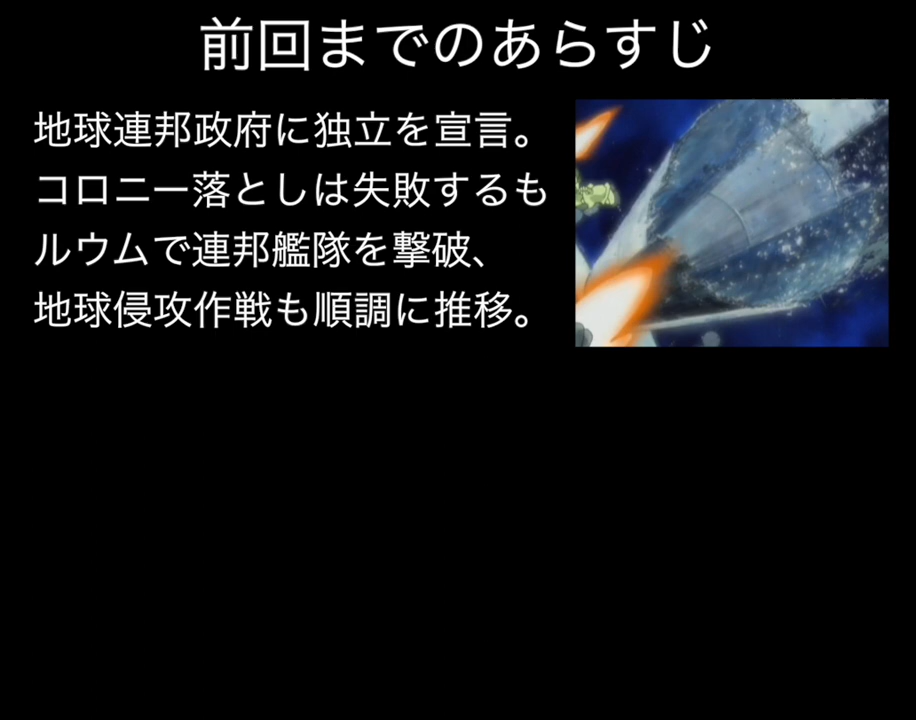 前回までのあらすじ
地球連邦政府に独立を宣言。
コロニー落としは失敗するも
ルウムで連邦艦隊を撃破、
地球侵攻作戦も順調に推移。